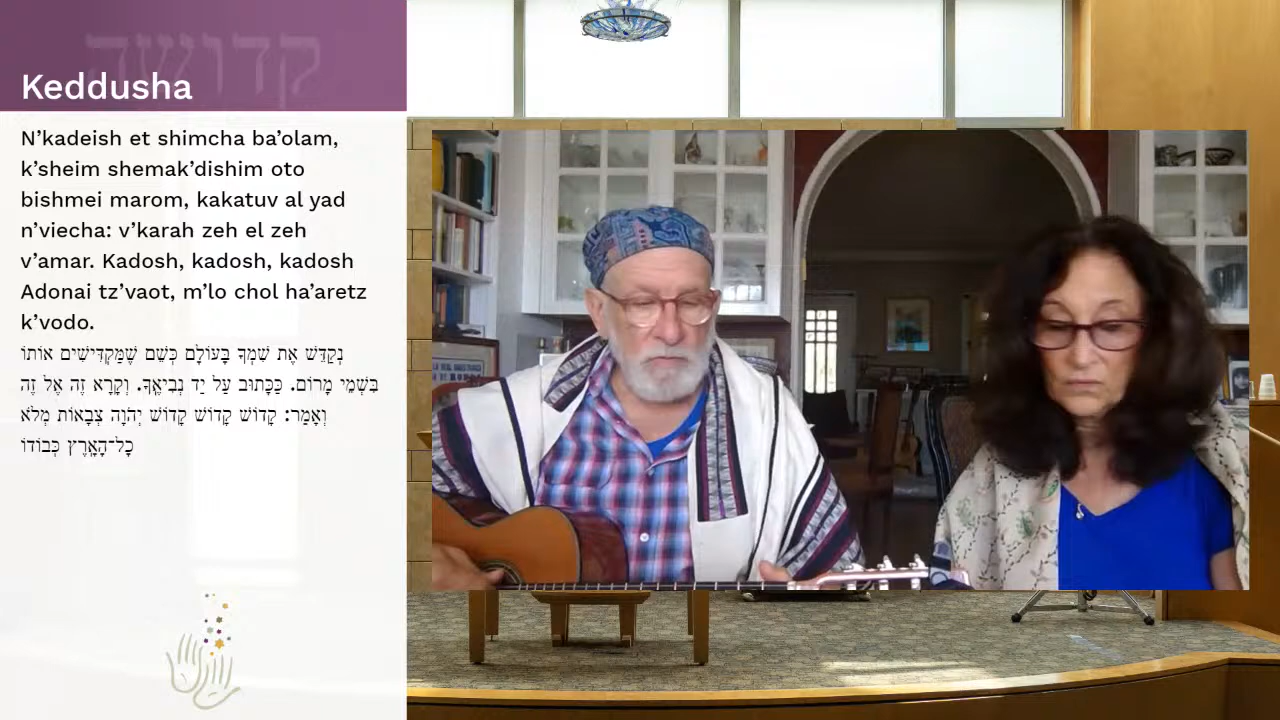 קדושה
Keddusha
N’kadeish et shimcha ba’olam,
k’sheim shemak’dishim oto
bishmei marom, kakatuv al yad
n’viecha: v’karah zeh el zeh
v’amar. Kadosh, kadosh, kadosh
Adonai tz’vaot, m’lo chol ha’aretz
k’vodo.
נְקַדֵּשׁ אֶת שִׁמְךָ בָּעוֹלָם כְּשֵׁם שֶׁמַּקְדִּישִׁים אוֹתוֹ
בִּשְׁמֵי מָרוֹם. כַּכָּתוּב עַל יַד נְבִיאֶךָ. וְקָרָא זֶה אֶל זֶה
וְאָמַר: קָדוֹשׁ קָדוֹשׁ קָדוֹשׁ יְהֹוָה צְבָאוֹת מְלֹא
כָל־הָאָרֶץ כְּבוֹדוֹ